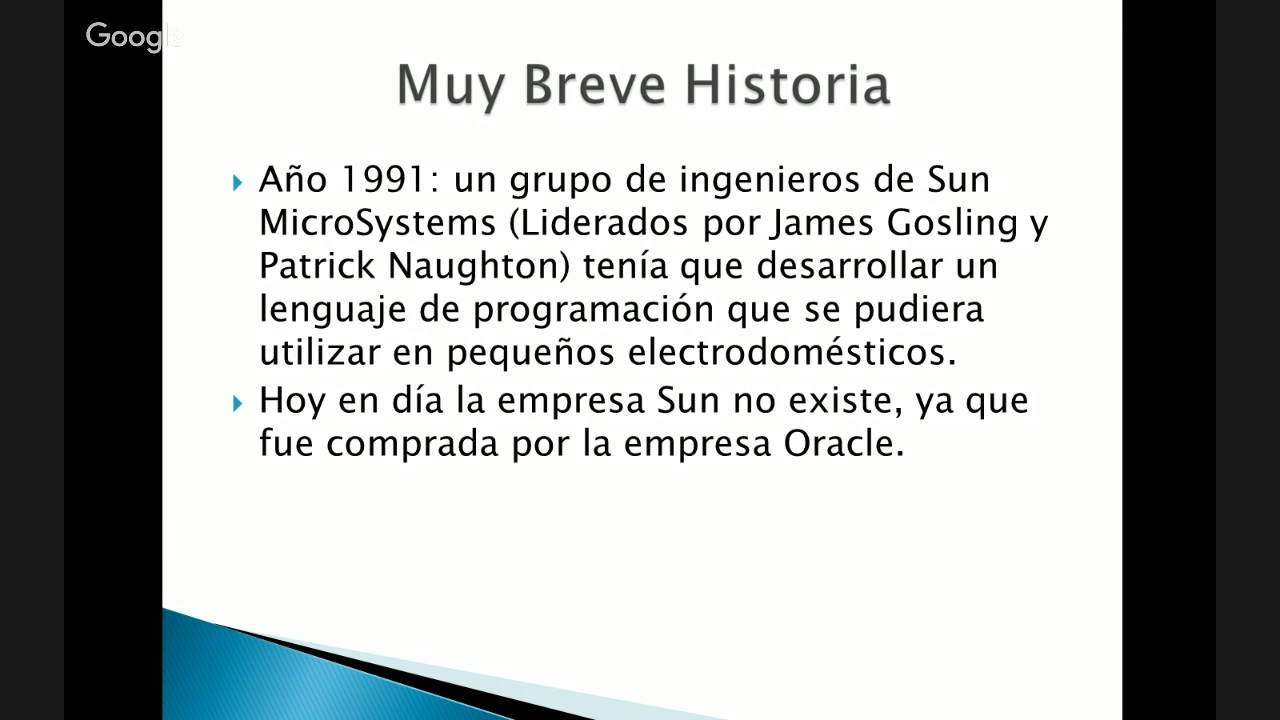 Google
Muy Breve Historia
Año 1991: un grupo de ingenieros de Sun
MicroSystems (Liderados por James Gosling y
Patrick Naughton) tenía que desarrollar un
lenguaje de programación que se pudiera
utilizar en pequeños electrodomésticos.
Hoy en día la empresa Sun no existe, ya que
fue comprada por la empresa Oracle.